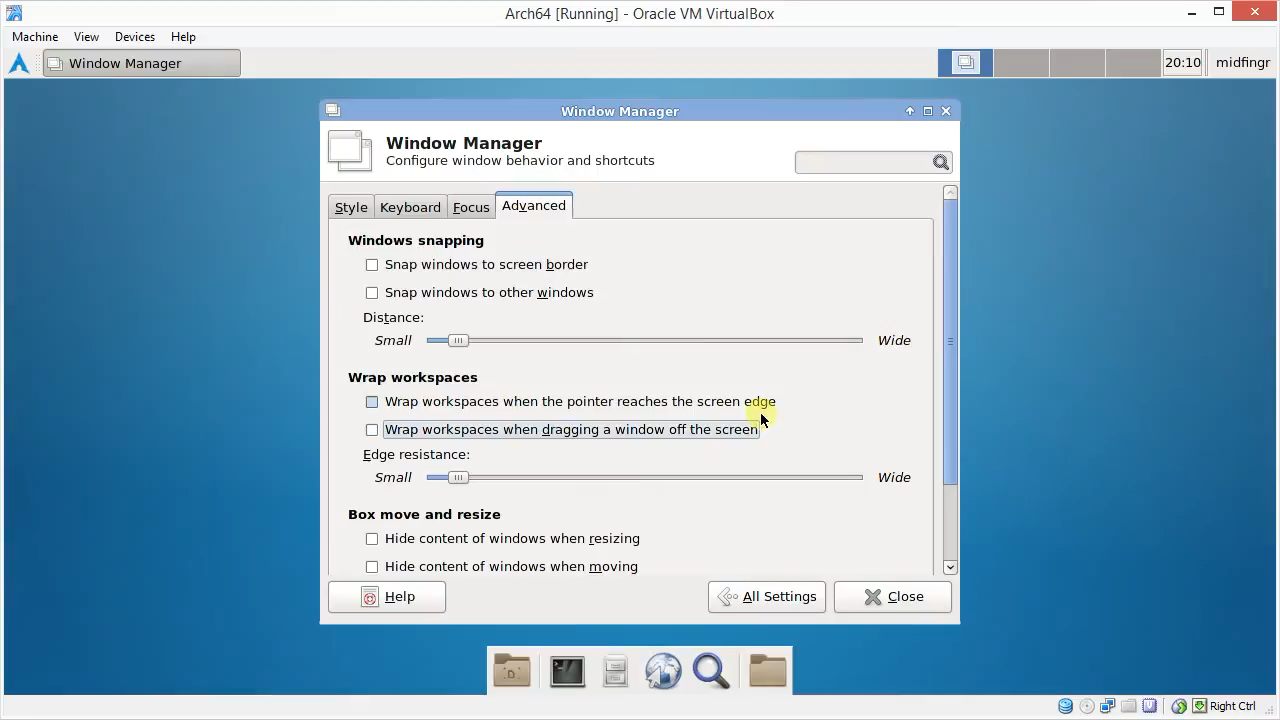 Arch64 [Running] - Oracle VM VirtualBox
Machine View Devices Help
Window Manager 20:10 midfingr
Window Manager
Window Manager
Configure window behavior and shortcuts
Style Keyboard Focus Advanced
Windows snapping
Snap windows to screen border
Snap windows to other windows
Distance:
Small Wide
Wrap workspaces
Wrap workspaces when the pointer reaches the screen edge
Wrap workspaces when dragging a window off the screen
Edge resistance:
Small Wide
Box move and resize
Hide content of windows when resizing
Hide content of windows when moving
Help All Settings Close
Right Ctrl